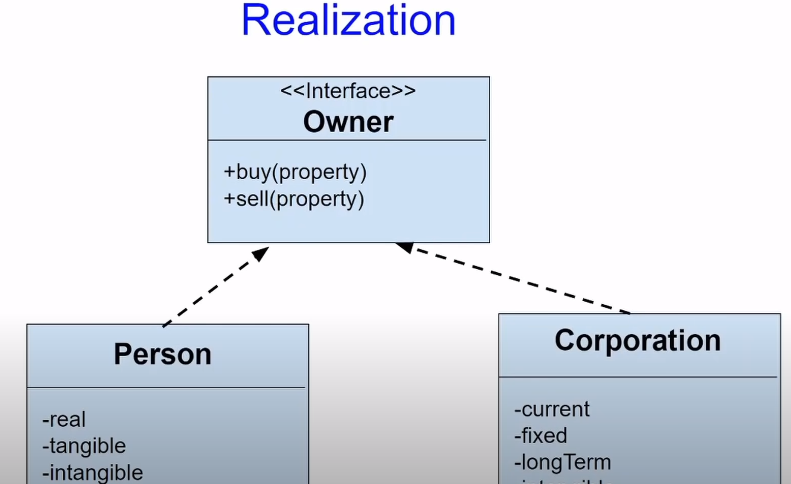 Realization
<<Interface>>
Owner
+buy(property)
+sell(property)
Person
-real
-tangible
-intangible
Corporation
-current
-fixed
-longTerm